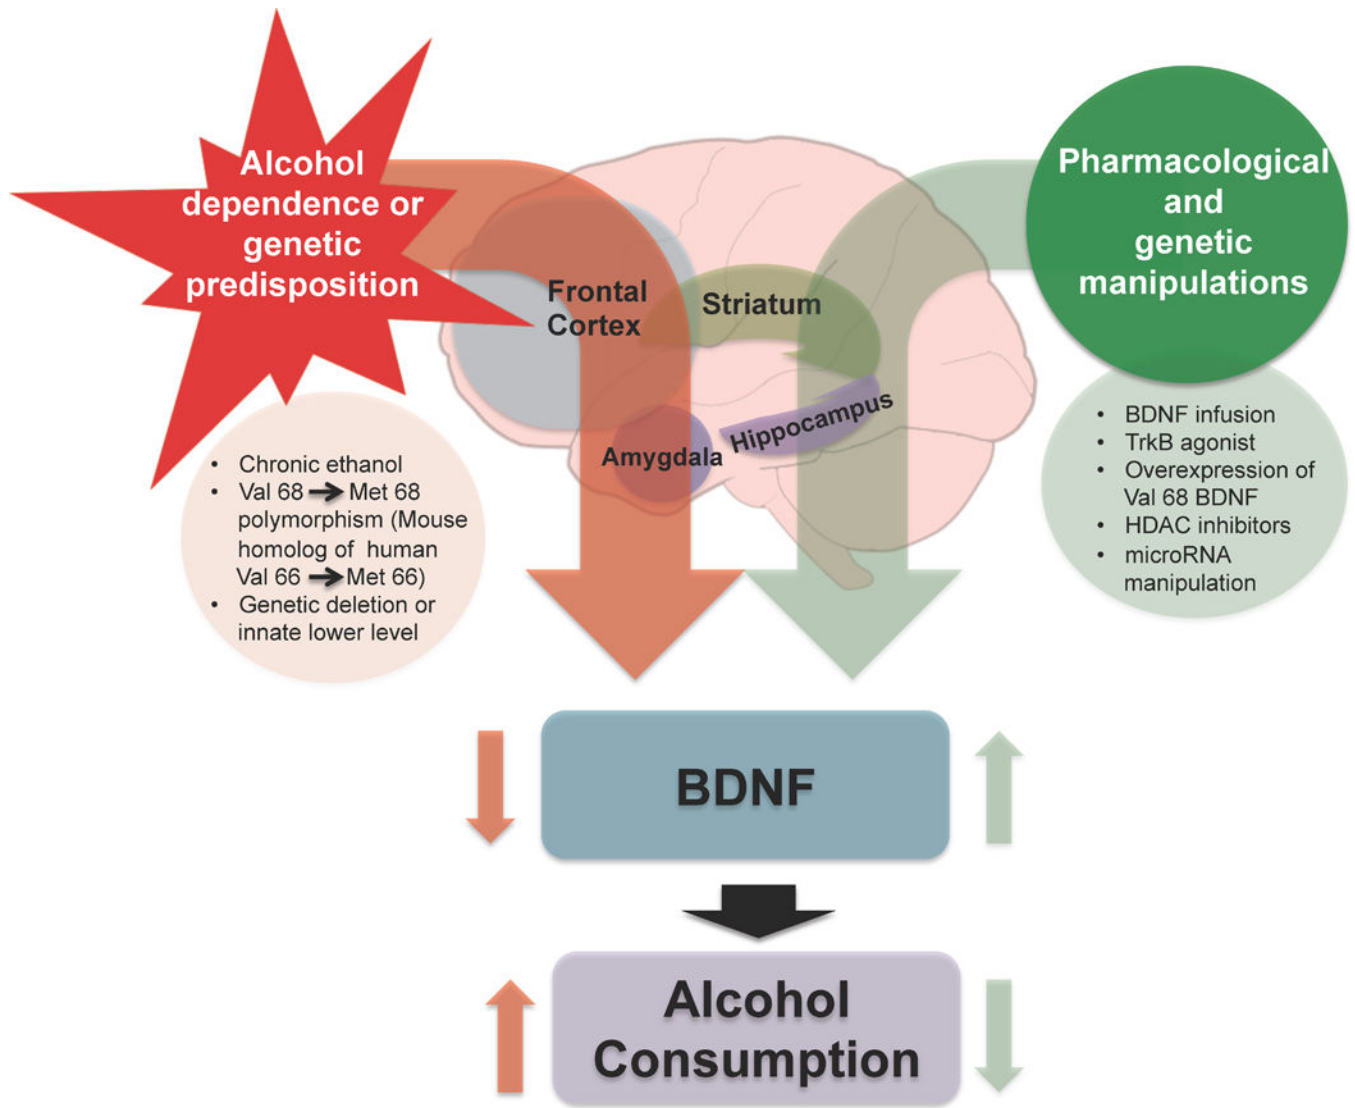 Alcohol
dependence or
genetic
predisposition
Pharmacological
and
genetic
manipulations
Frontal
Cortex
Striatum
Hippocampus
Amygdala
• Chronic ethanol
• Val 68 → Met 68
polymorphism (Mouse
homolog of human
Val 66 → Met 66)
• Genetic deletion or
innate lower level
• BDNF infusion
• TrkB agonist
• Overexpression of
Val 68 BDNF
• HDAC inhibitors
• microRNA
manipulation
BDNF
Alcohol
Consumption